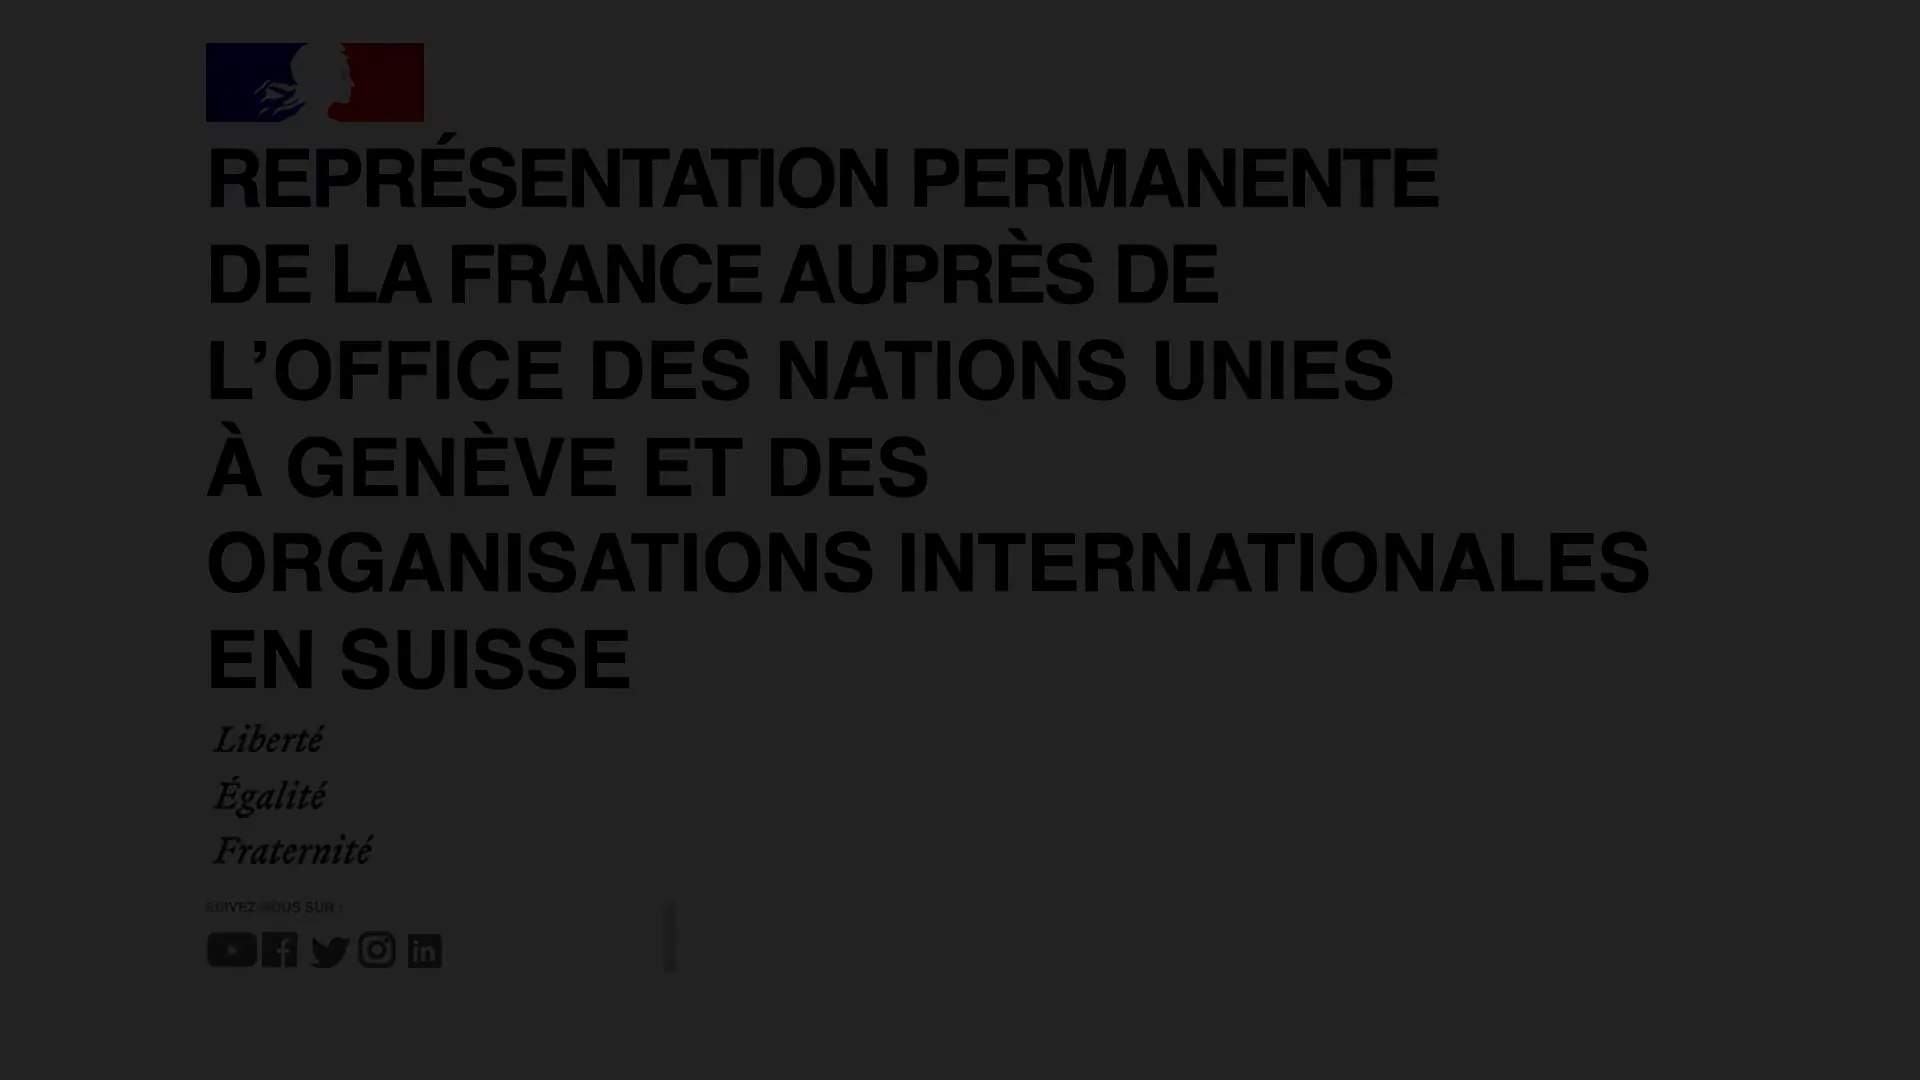 REPRÉSENTATION PERMANENTE
DE LA FRANCE AUPRÈS DE
L’OFFICE DES NATIONS UNIES
À GENÈVE ET DES
ORGANISATIONS INTERNATIONALES
EN SUISSE
Liberté
Égalité
Fraternité
SUIVEZ-NOUS SUR :
in